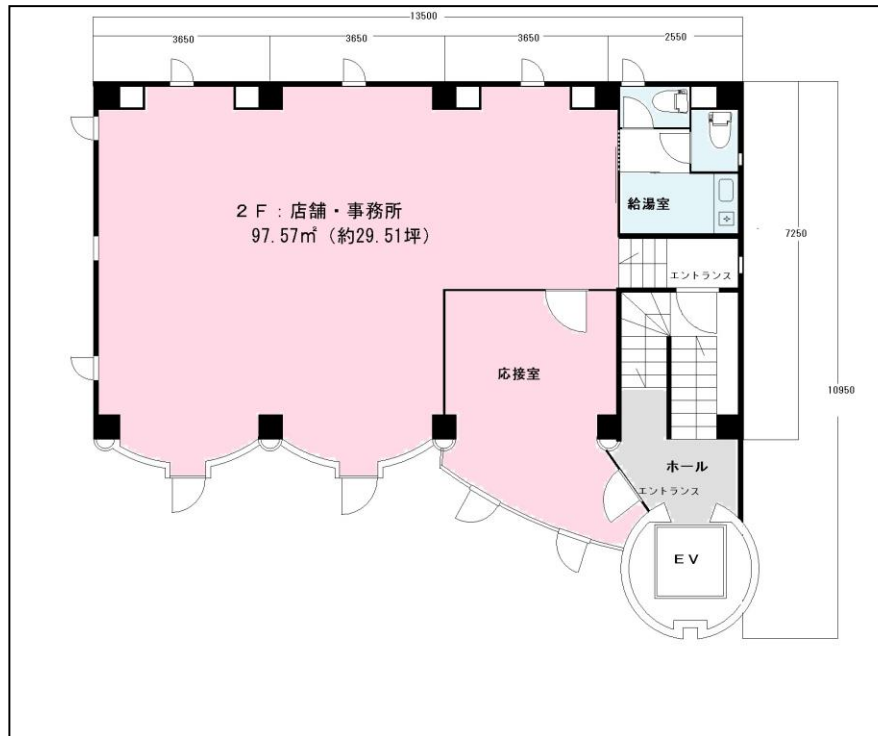 13500
3650
3650
3650
2550
２Ｆ：店舗・事務所
97.57㎡（約29.51坪）
給湯室
7250
エントランス
応接室
10950
ホール
エントランス
ＥＶ